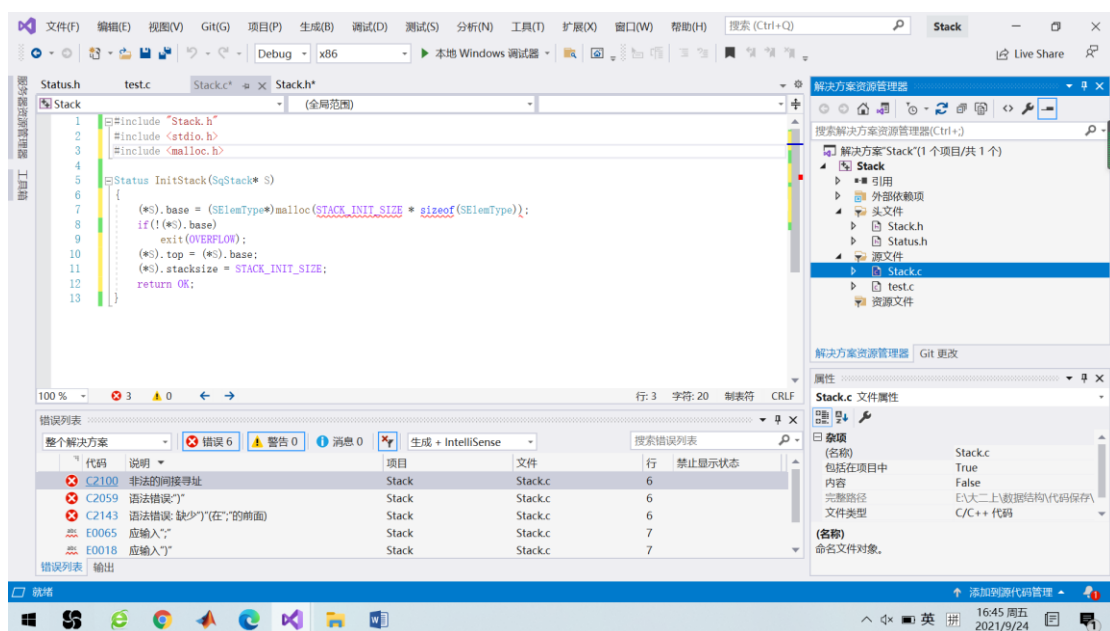 文件(F) 编辑(E) 视图(V) Git(G) 项目(P) 生成(B) 调试(D) 测试(S) 分析(N) 工具(T) 扩展(X) 窗口(W) 帮助(H) 搜索 (Ctrl+Q) Stack
Debug x86 本地 Windows 调试器 Live Share
服务器资源管理器
工具箱
Status.h test.c Stack.c* Stack.h*
Stack (全局范围)
1 #include "Stack.h"
2 #include <stdio.h>
3 #include <malloc.h>
4
5 Status InitStack(SqStack* S)
6 {
7 (*S).base = (SElemType*)malloc(STACK_INIT_SIZE * sizeof(SElemType));
8 if(!(*S).base)
9 exit(OVERFLOW);
10 (*S).top = (*S).base;
11 (*S).stacksize = STACK_INIT_SIZE;
12 return OK;
13 }
100 % 3 0 行: 3 字符: 20 制表符 CRLF
错误列表
整个解决方案 错误 6 警告 0 消息 0 生成 + IntelliSense 搜索错误列表
代码 说明 项目 文件 行 禁止显示状态
C2100 非法的间接寻址 Stack Stack.c 6
C2059 语法错误:“)” Stack Stack.c 6
C2143 语法错误: 缺少“)”(在“;”的前面) Stack Stack.c 6
abc E0065 应输入“;” Stack Stack.c 7
abc E0018 应输入“)” Stack Stack.c 7
错误列表 输出
解决方案资源管理器
搜索解决方案资源管理器(Ctrl+;)
解决方案"Stack"(1 个项目/共 1 个)
Stack
引用
外部依赖项
头文件
Stack.h
Status.h
源文件
Stack.c
test.c
资源文件
解决方案资源管理器 Git 更改
属性
Stack.c 文件属性
杂项
(名称) Stack.c
包括在项目中 True
内容 False
完整路径 E:\大二上\数据结构\代码保存\
文件类型 C/C++ 代码
(名称)
命名文件对象。
就绪 添加到源代码管理 1
英 拼 16:45 周五
2021/9/24